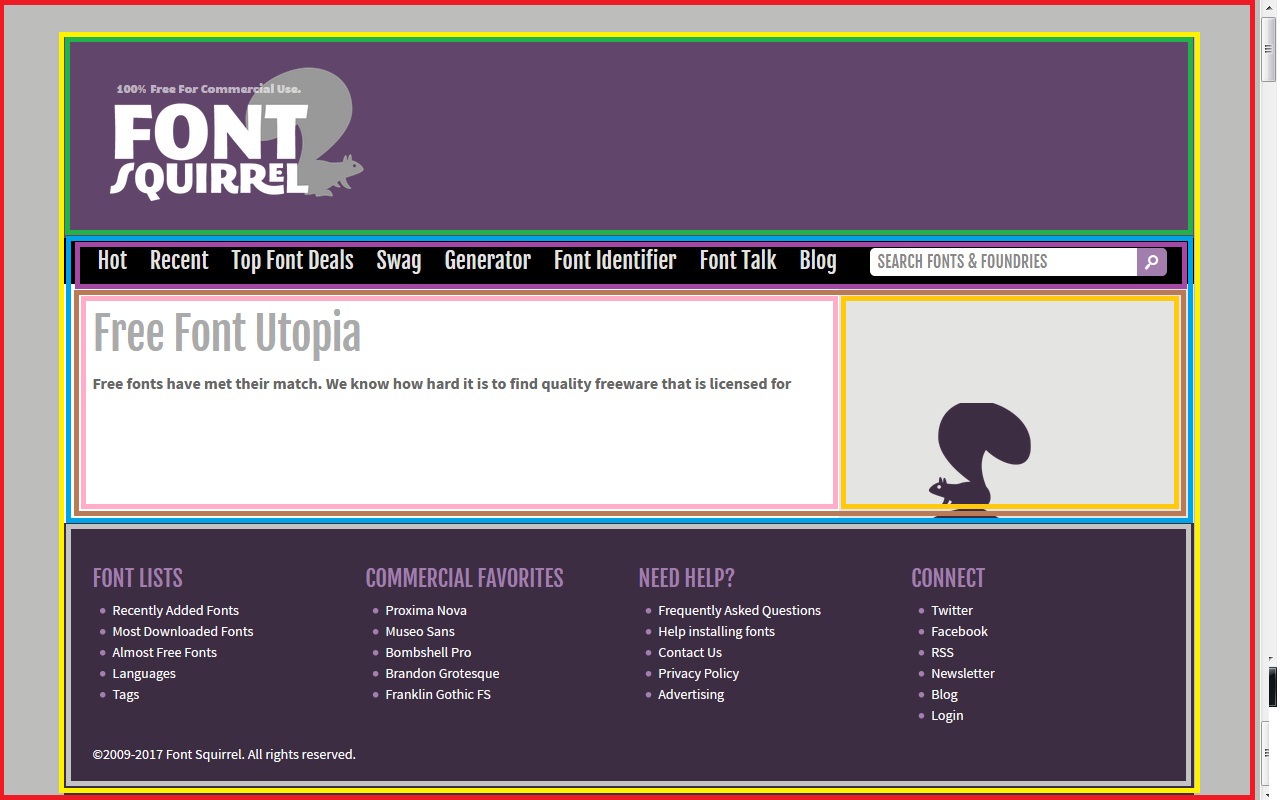 100% Free For Commercial Use.
FONT
SQUIRREL
Hot Recent Top Font Deals Swag Generator Font Identifier Font Talk Blog SEARCH FONTS & FOUNDRIES
Free Font Utopia
Free fonts have met their match. We know how hard it is to find quality freeware that is licensed for
FONT LISTS
Recently Added Fonts
Most Downloaded Fonts
Almost Free Fonts
Languages
Tags
COMMERCIAL FAVORITES
Proxima Nova
Museo Sans
Bombshell Pro
Brandon Grotesque
Franklin Gothic FS
NEED HELP?
Frequently Asked Questions
Help installing fonts
Contact Us
Privacy Policy
Advertising
CONNECT
Twitter
Facebook
RSS
Newsletter
Blog
Login
©2009-2017 Font Squirrel. All rights reserved.